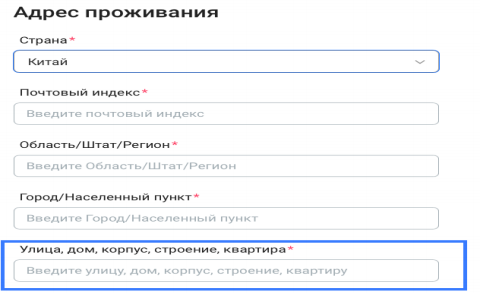 Адрес проживания
Страна*
Китай
Почтовый индекс*
Введите почтовый индекс
Область/Штат/Регион*
Введите Область/Штат/Регион
Город/Населенный пункт*
Введите Город/Населенный пункт
Улица, дом, корпус, строение, квартира*
Введите улицу, дом, корпус, строение, квартиру